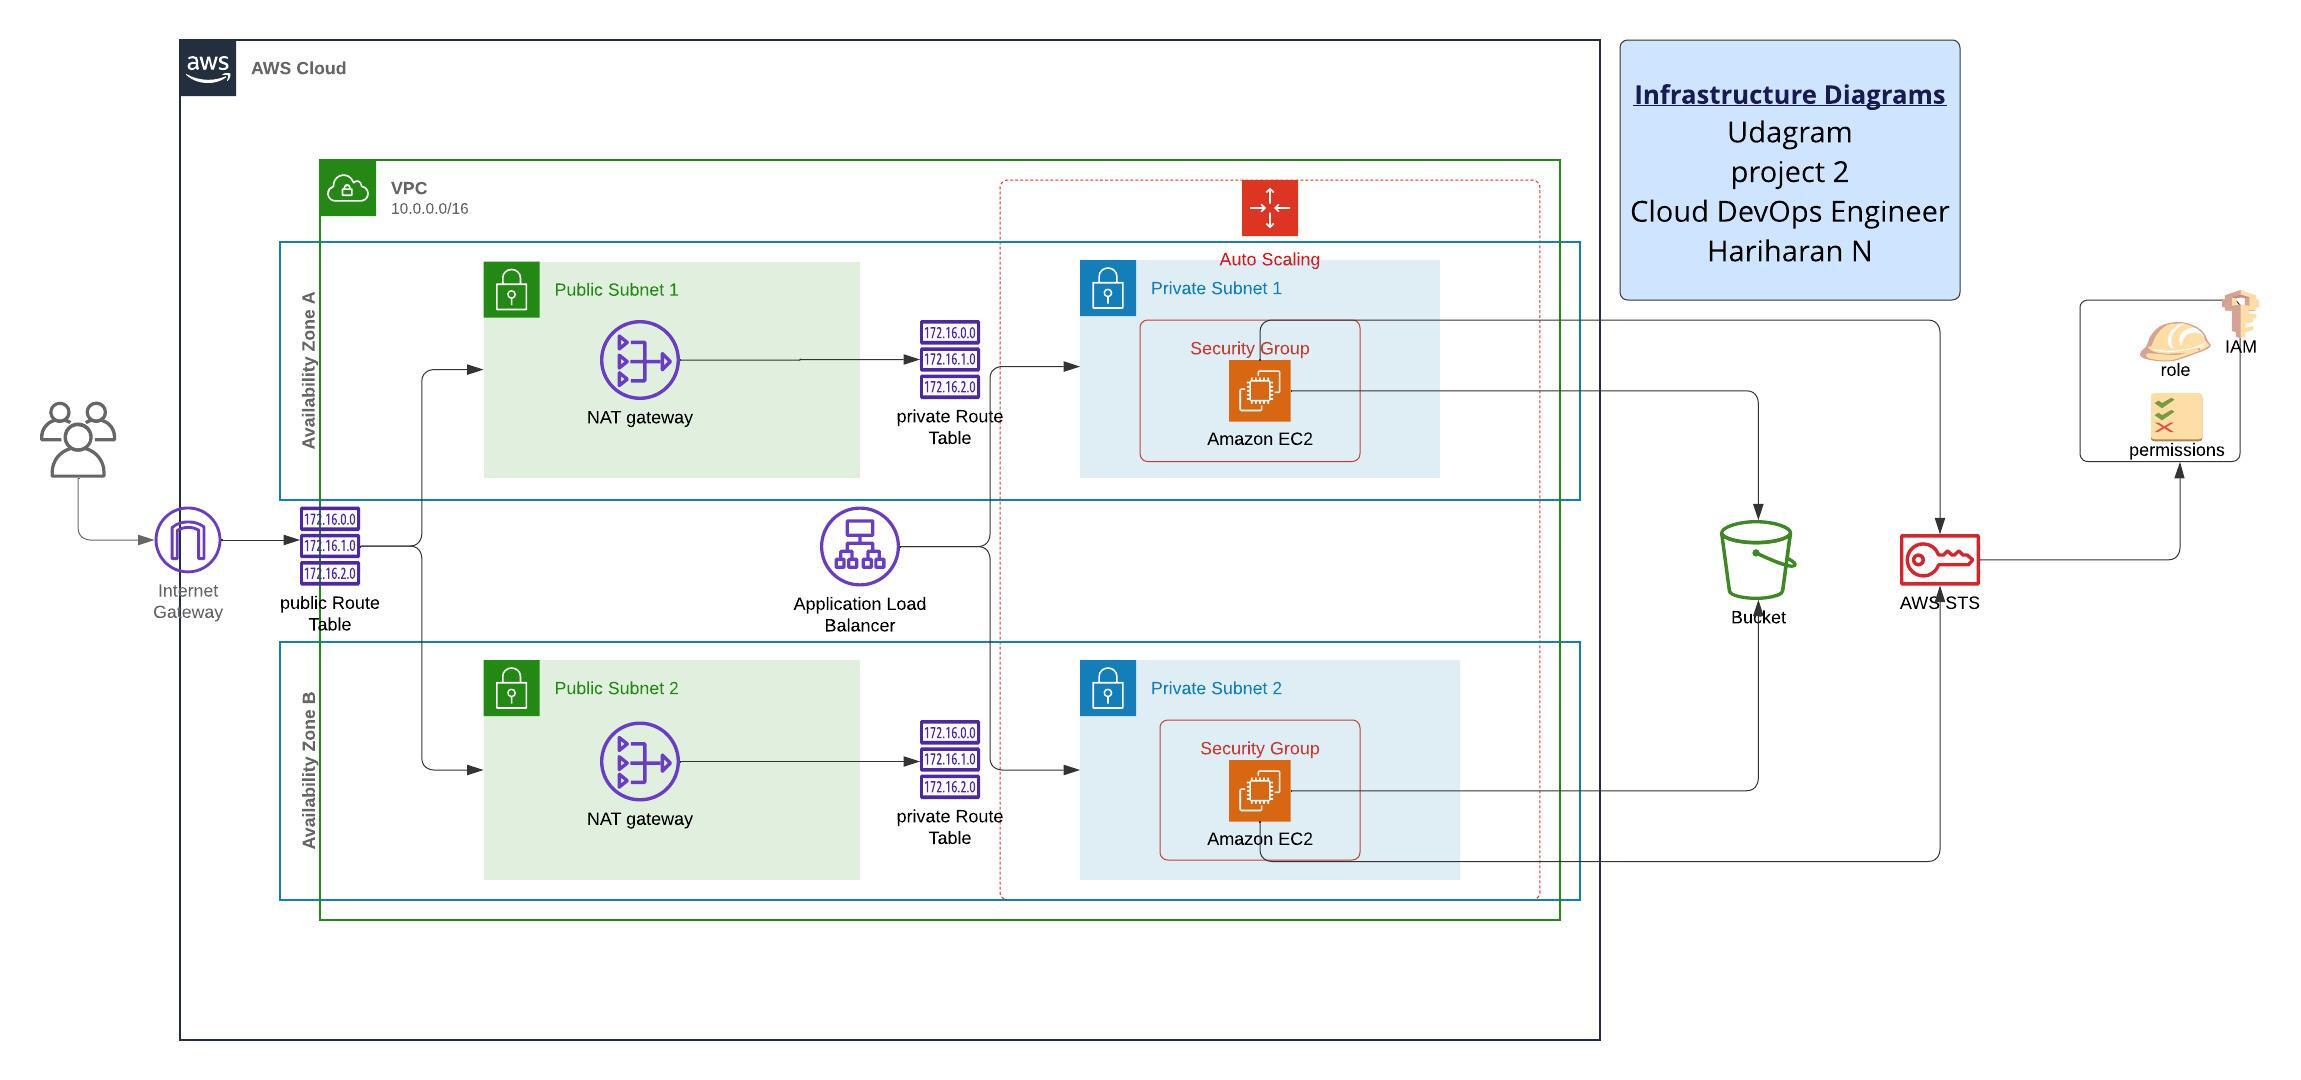 aws
AWS Cloud
Infrastructure Diagrams
Udagram
project 2
Cloud DevOps Engineer
Hariharan N
VPC
10.0.0.0/16
Auto Scaling
Availability Zone A
Public Subnet 1
NAT gateway
172.16.0.0
172.16.1.0
172.16.2.0
private Route
Table
Private Subnet 1
Security Group
Amazon EC2
IAM
role
permissions
Internet
Gateway
172.16.0.0
172.16.1.0
172.16.2.0
public Route
Table
Application Load
Balancer
Bucket
AWS STS
Availability Zone B
Public Subnet 2
NAT gateway
172.16.0.0
172.16.1.0
172.16.2.0
private Route
Table
Private Subnet 2
Security Group
Amazon EC2